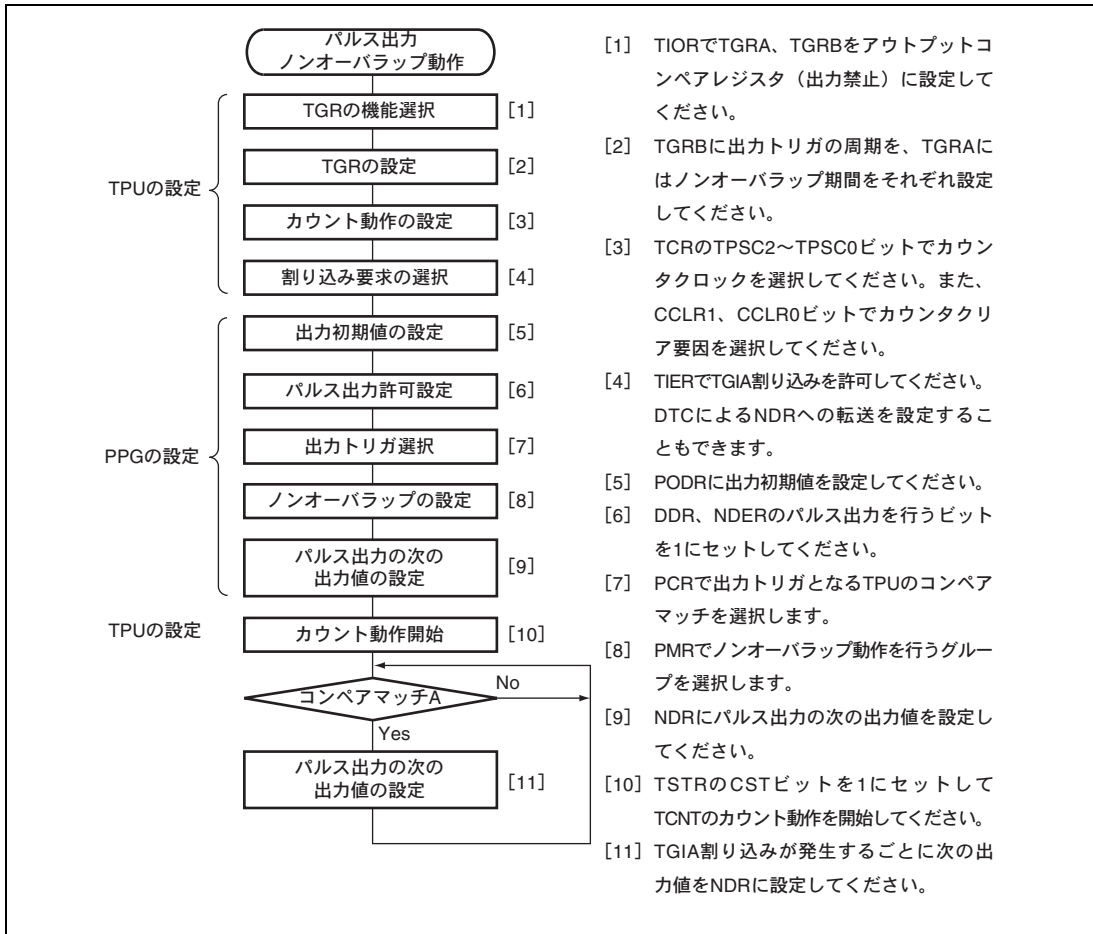 パルス出力
ノンオーバラップ動作
TPUの設定
TGRの機能選択 [1]
TGRの設定 [2]
カウント動作の設定 [3]
割り込み要求の選択 [4]
PPGの設定
出力初期値の設定 [5]
パルス出力許可設定 [6]
出力トリガ選択 [7]
ノンオーバラップの設定 [8]
パルス出力の次の
出力値の設定 [9]
TPUの設定
カウント動作開始 [10]
コンペアマッチA
No
Yes
パルス出力の次の
出力値の設定 [11]
[1] TIORでTGRA、TGRBをアウトプットコ
ンペアレジスタ（出力禁止）に設定して
ください。
[2] TGRBに出力トリガの周期を、TGRAに
はノンオーバラップ期間をそれぞれ設定
してください。
[3] TCRのTPSC2～TPSC0ビットでカウン
タクロックを選択してください。また、
CCLR1、CCLR0ビットでカウンタクリ
ア要因を選択してください。
[4] TIERでTGIA割り込みを許可してください。
DTCによるNDRへの転送を設定するこ
ともできます。
[5] PODRに出力初期値を設定してください。
[6] DDR、NDERのパルス出力を行うビット
を1にセットしてください。
[7] PCRで出力トリガとなるTPUのコンペア
マッチを選択します。
[8] PMRでノンオーバラップ動作を行うグルー
プを選択します。
[9] NDRにパルス出力の次の出力値を設定し
てください。
[10] TSTRのCSTビットを1にセットして
TCNTのカウント動作を開始してください。
[11] TGIA割り込みが発生するごとに次の出
力値をNDRに設定してください。